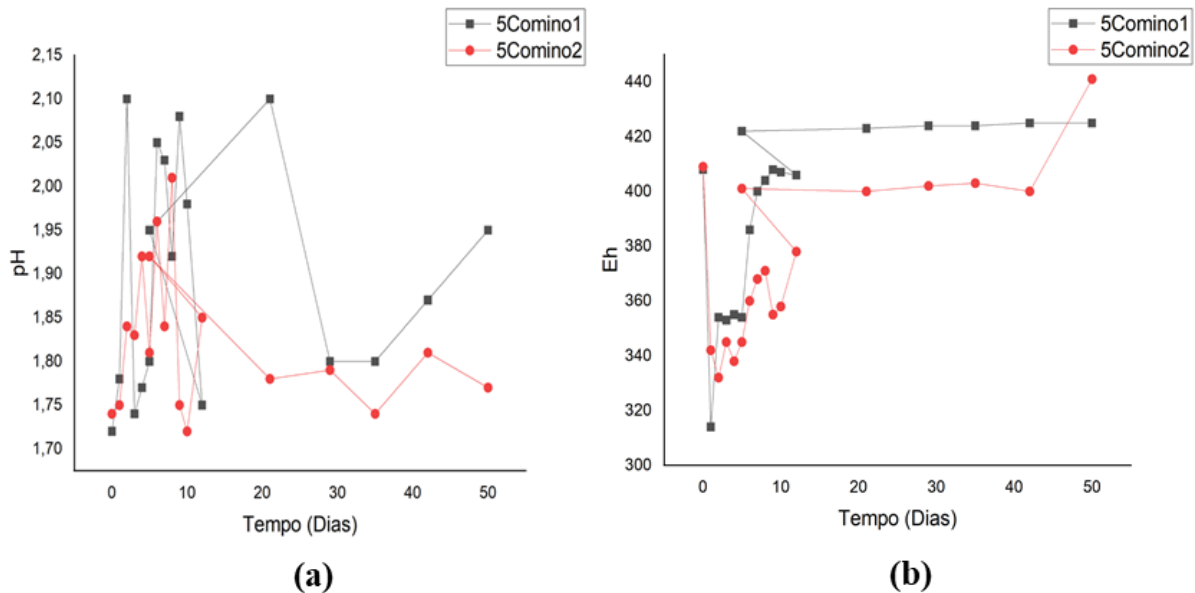 5Comino1
5Comino2
2,15
2,10
2,05
2,00
1,95
1,90
1,85
1,80
1,75
1,70
pH
0 10 20 30 40 50
Tempo (Dias)
(a)
5Comino1
5Comino2
440
420
400
380
360
340
320
300
Eh
0 10 20 30 40 50
Tempo (Dias)
(b)